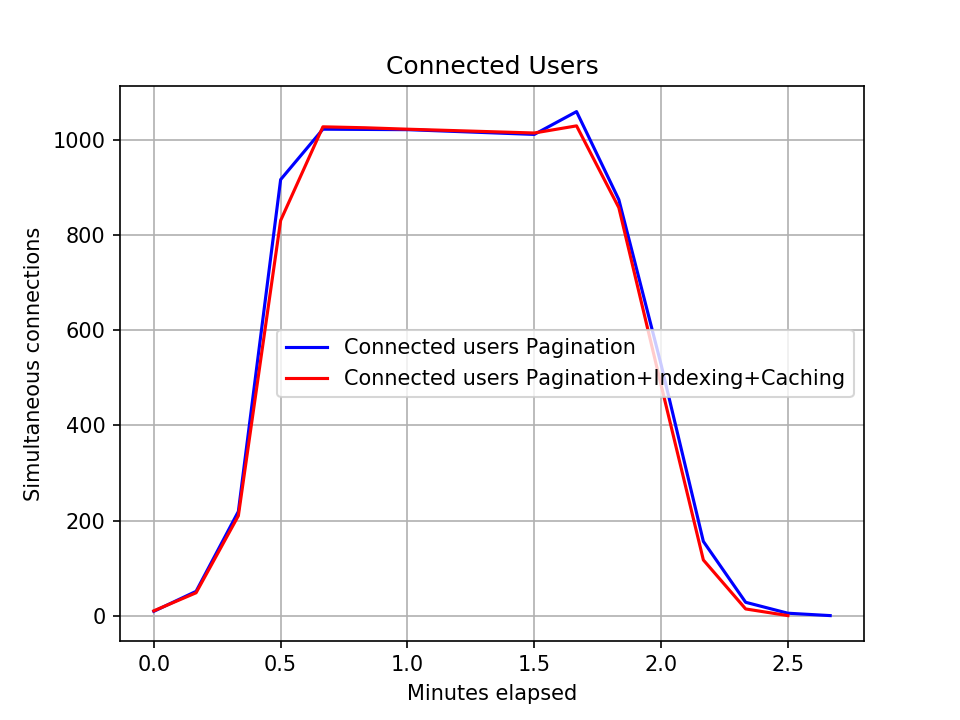 Connected Users
Simultaneous connections
1000
800
600
400
200
0
Connected users Pagination
Connected users Pagination+Indexing+Caching
0.0 0.5 1.0 1.5 2.0 2.5
Minutes elapsed